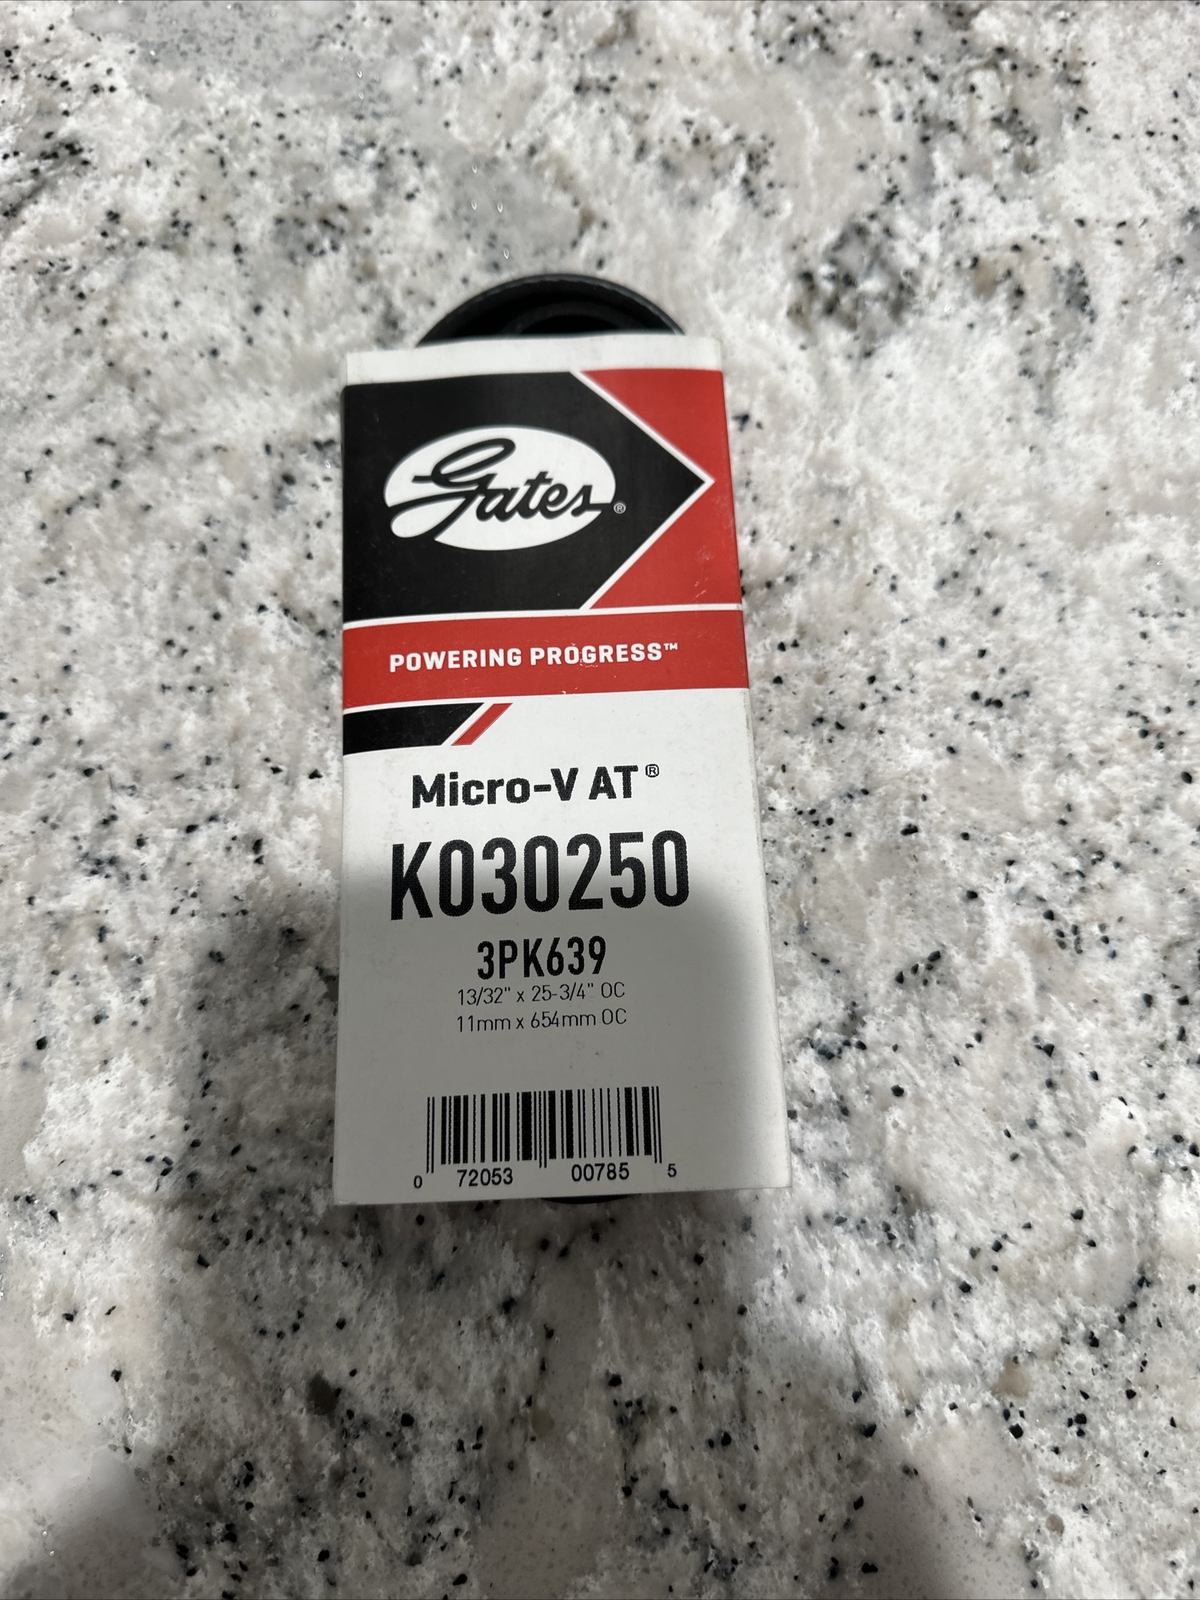 Gates®
POWERING PROGRESS™
Micro-V AT®
K030250
3PK639
13/32" x 25-3/4" OC
11mm x 654mm OC
0 72053 00785 5